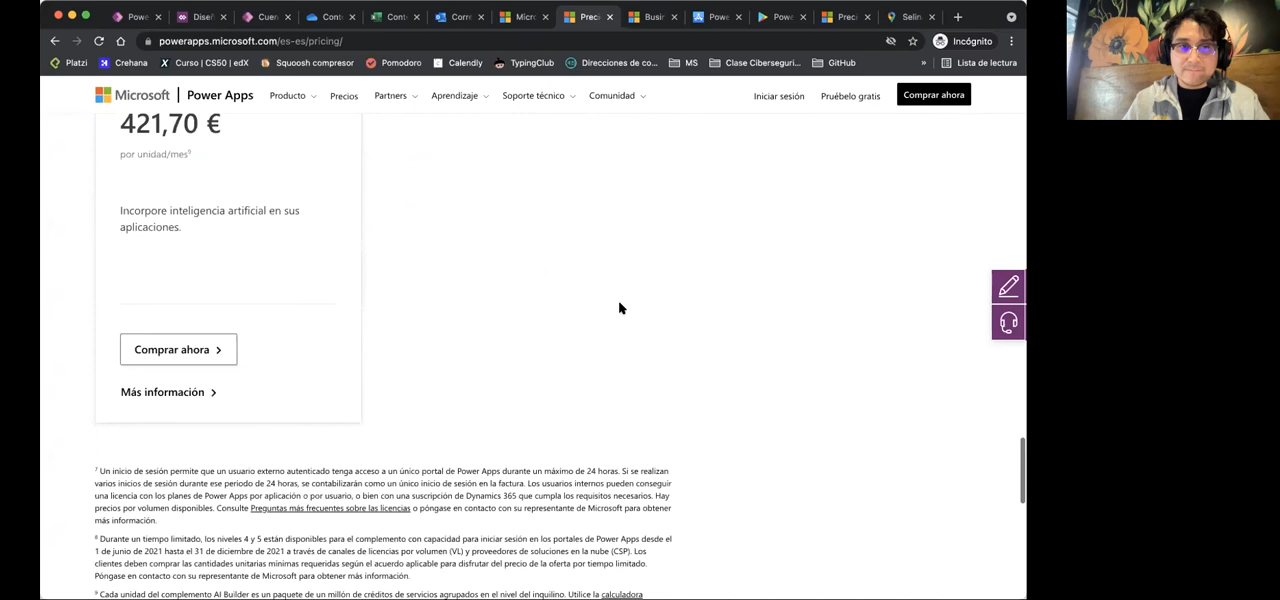 Powe
Diseñ
Cuen
Conte
Conte
Corre
Micro
Preci
Busin
Powe
Powe
Preci
Selin
powerapps.microsoft.com/es-es/pricing/
Incógnito
Platzi
Crehana
Curso | CS50 | edX
Squoosh compresor
Pomodoro
Calendly
TypingClub
Direcciones de co...
MS
Clase Ciberseguri...
GitHub
»
Lista de lectura
Microsoft | Power Apps
Producto
Precios
Partners
Aprendizaje
Soporte técnico
Comunidad
Iniciar sesión
Pruébelo gratis
Comprar ahora
421,70 €
por unidad/mes⁹
Incorpore inteligencia artificial en sus
aplicaciones.
Comprar ahora
Más información
⁷ Un inicio de sesión permite que un usuario externo autenticado tenga acceso a un único portal de Power Apps durante un máximo de 24 horas. Si se realizan
varios inicios de sesión durante ese periodo de 24 horas, se contabilizarán como un único inicio de sesión en la factura. Los usuarios internos pueden conseguir
una licencia con los planes de Power Apps por aplicación o por usuario, o bien con una suscripción de Dynamics 365 que cumpla los requisitos necesarios. Hay
precios por volumen disponibles. Consulte Preguntas más frecuentes sobre las licencias o póngase en contacto con su representante de Microsoft para obtener
más información.
⁸ Durante un tiempo limitado, los niveles 4 y 5 están disponibles para el complemento con capacidad para iniciar sesión en los portales de Power Apps desde el
1 de junio de 2021 hasta el 31 de diciembre de 2021 a través de canales de licencias por volumen (VL) y proveedores de soluciones en la nube (CSP). Los
clientes deben comprar las cantidades unitarias mínimas requeridas según el acuerdo aplicable para disfrutar del precio de la oferta por tiempo limitado.
Póngase en contacto con su representante de Microsoft para obtener más información.
⁹ Cada unidad del complemento AI Builder es un paquete de un millón de créditos de servicios agrupados en el nivel del inquilino. Utilice la calculadora